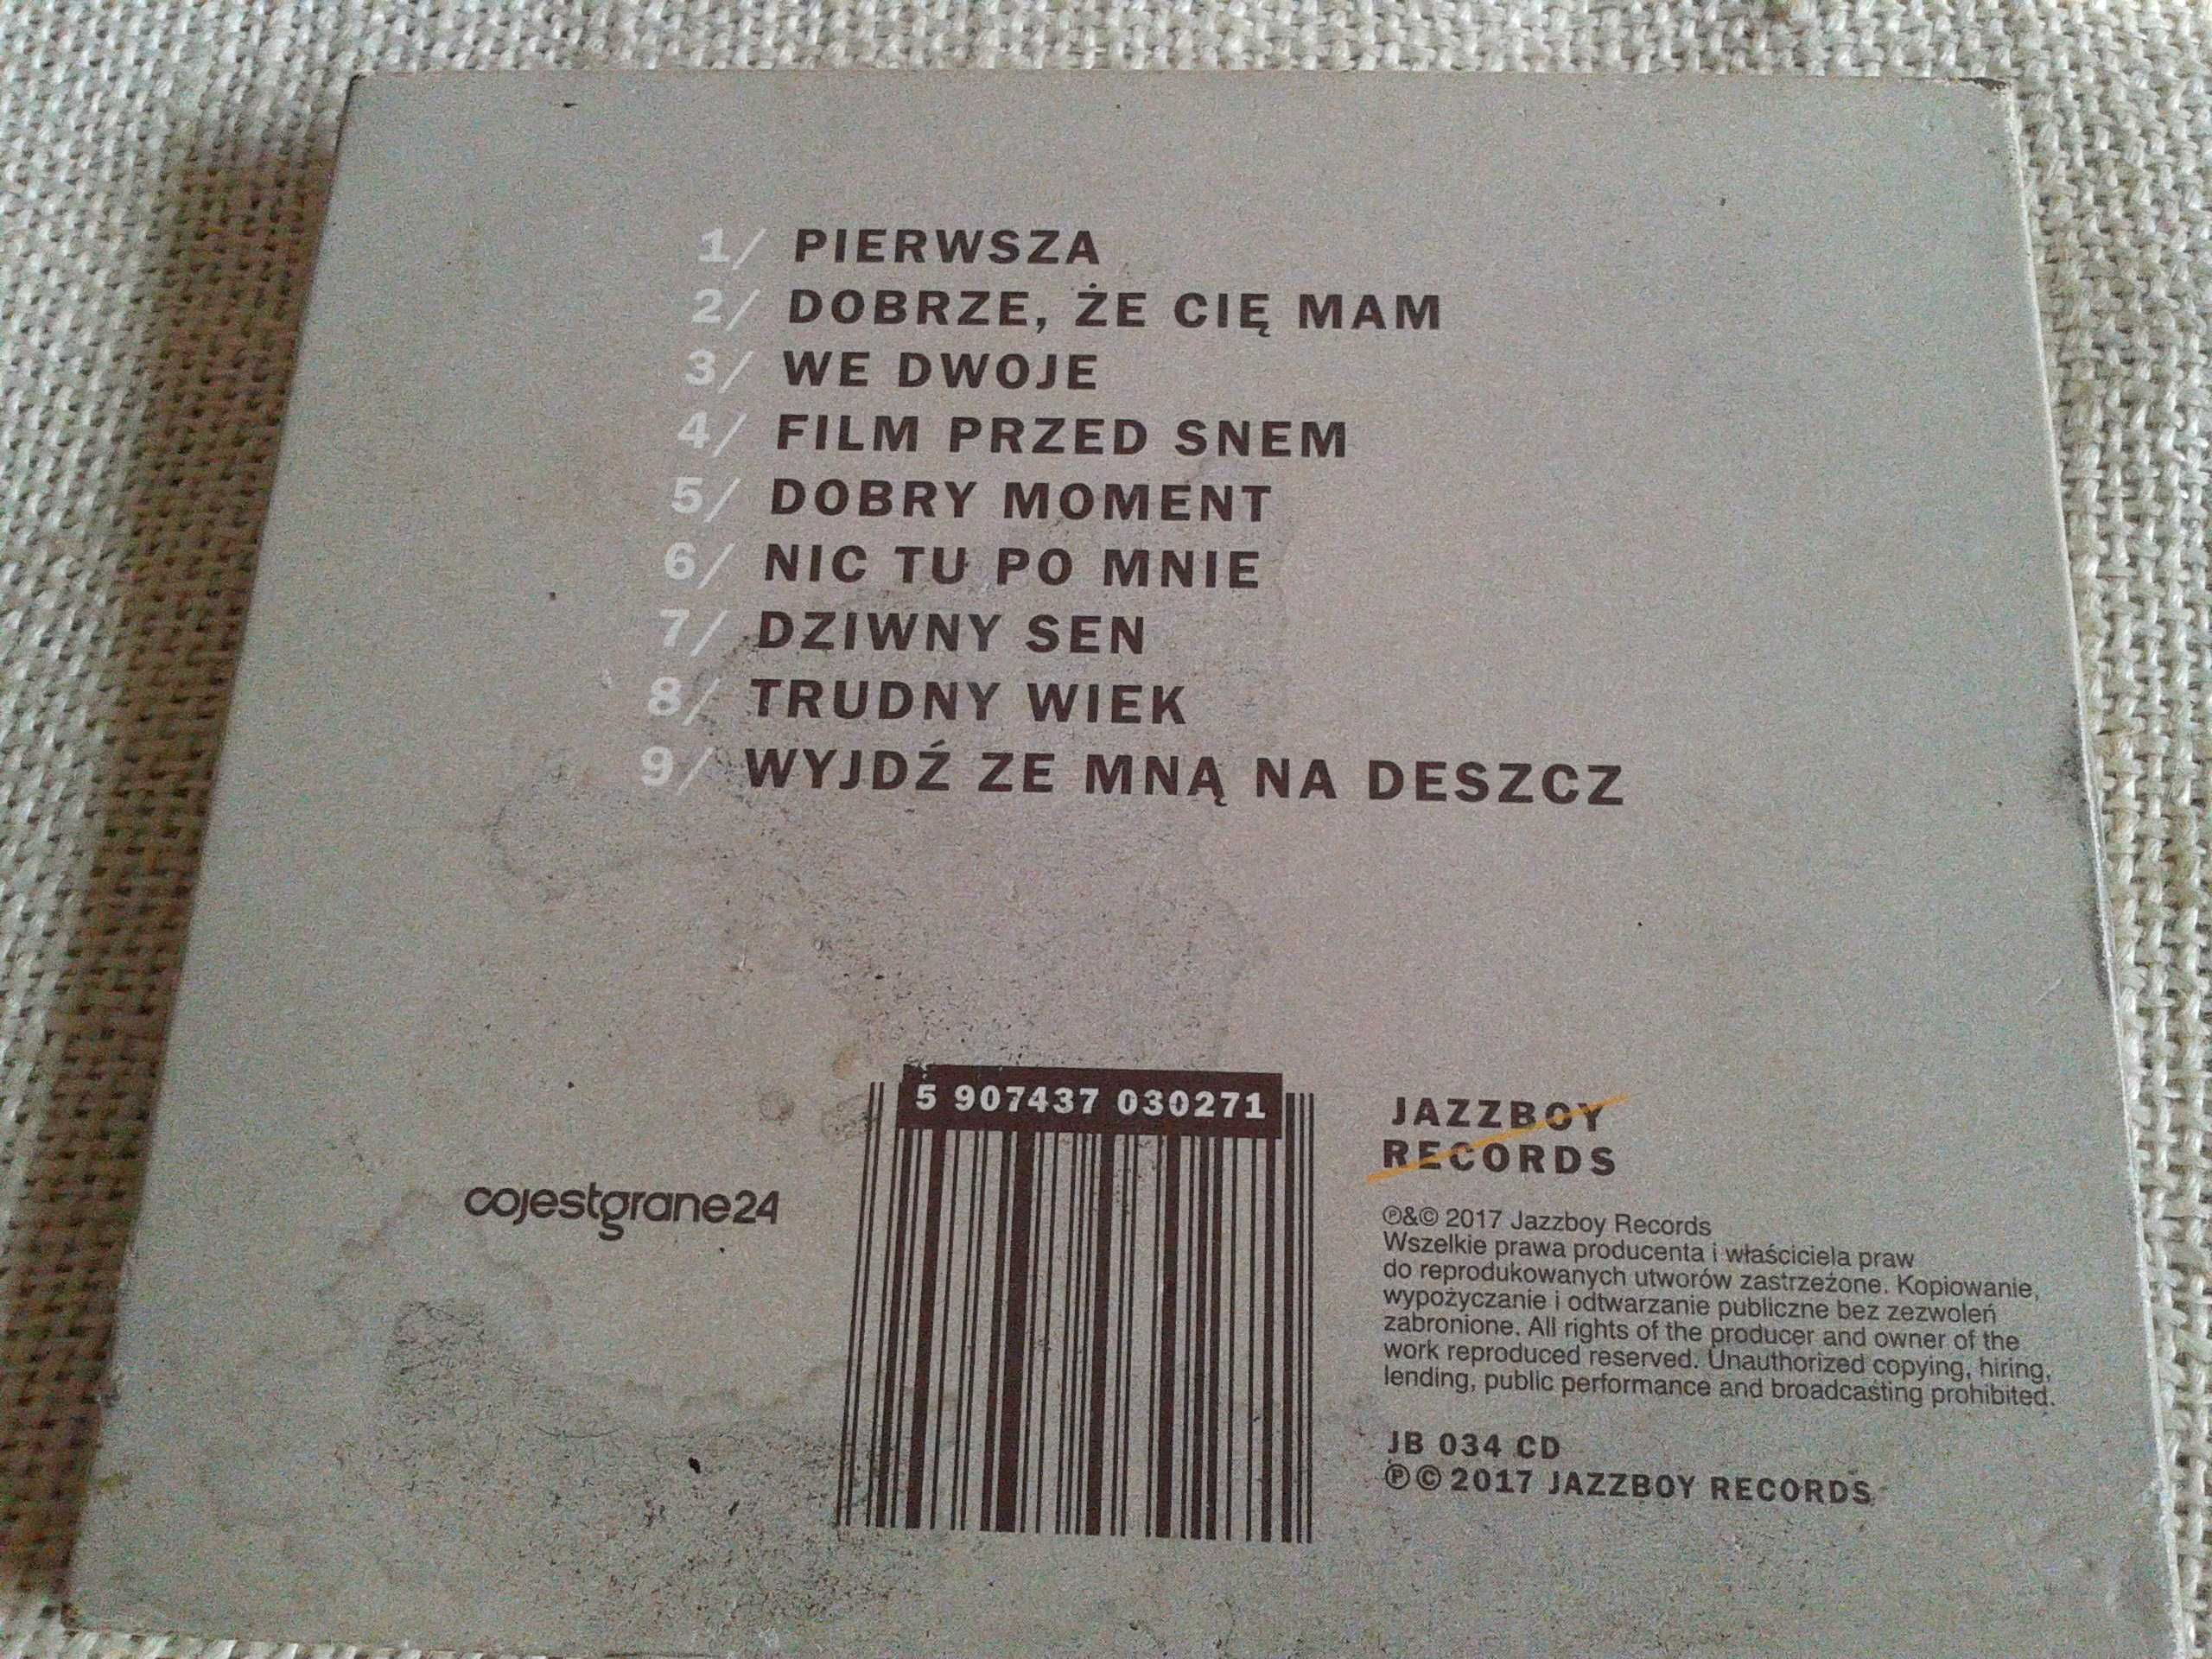 1/ PIERWSZA
2/ DOBRZE, ŻE CIĘ MAM
3/ WE DWOJE
4/ FILM PRZED SNEM
5/ DOBRY MOMENT
6/ NIC TU PO MNIE
7/ DZIWNY SEN
8/ TRUDNY WIEK
9/ WYJDŹ ZE MNĄ NA DESZCZ
cojestgrane24
5 907437 030271
JAZZBOY
RECORDS
℗&© 2017 Jazzboy Records
Wszelkie prawa producenta i właściciela praw
do reprodukowanych utworów zastrzeżone. Kopiowanie,
wypożyczanie i odtwarzanie publiczne bez zezwoleń
zabronione. All rights of the producer and owner of the
work reproduced reserved. Unauthorized copying, hiring,
lending, public performance and broadcasting prohibited.
JB 034 CD
℗© 2017 JAZZBOY RECORDS